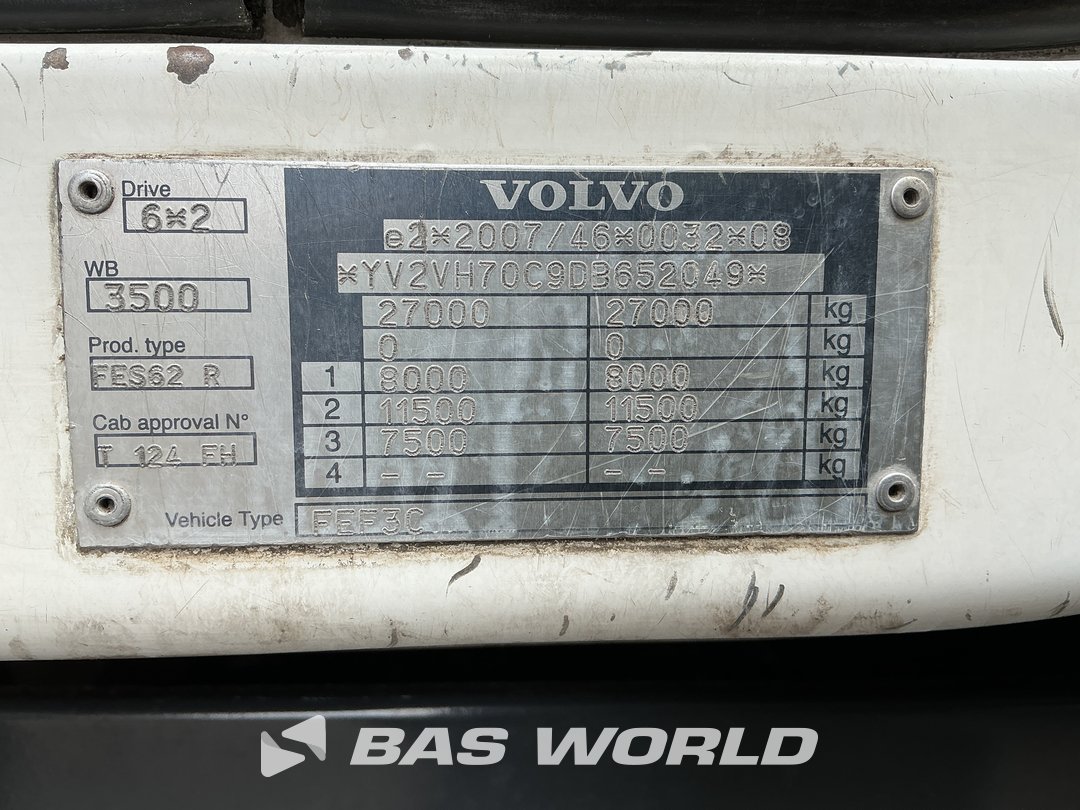 VOLVO
Drive
6*2
e2*2007/46*0032*08
*YV2VH70C9DB652049*
WB
3500
27000 27000 kg
0 0 kg
Prod. type
FES62 R
1 8000 8000 kg
2 11500 11500 kg
Cab approval N°
T 124 FH
3 7500 7500 kg
4 - - - - kg
Vehicle Type FEF3C
BAS WORLD